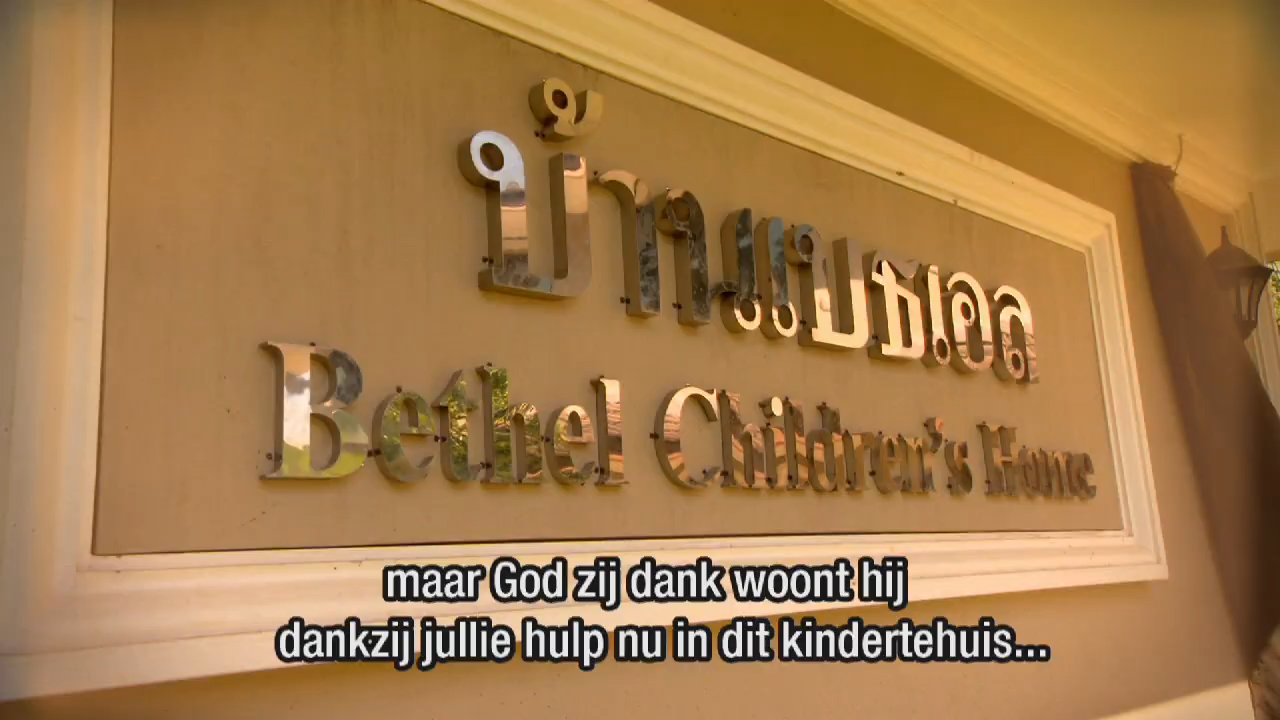 บ้านเบธเอล
Bethel Children's Home
maar God zij dank woont hij
dankzij jullie hulp nu in dit kindertehuis...